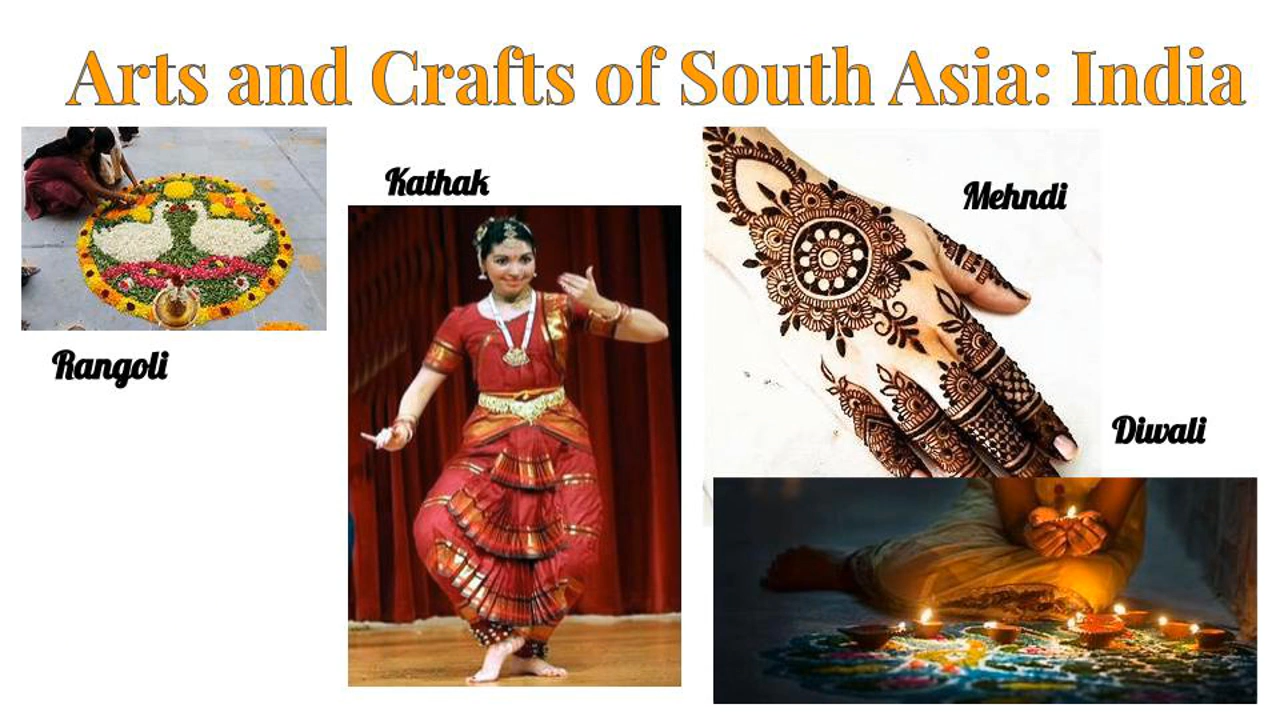 Arts and Crafts of South Asia: India
Kathak
Mehndi
Rangoli
Diwali